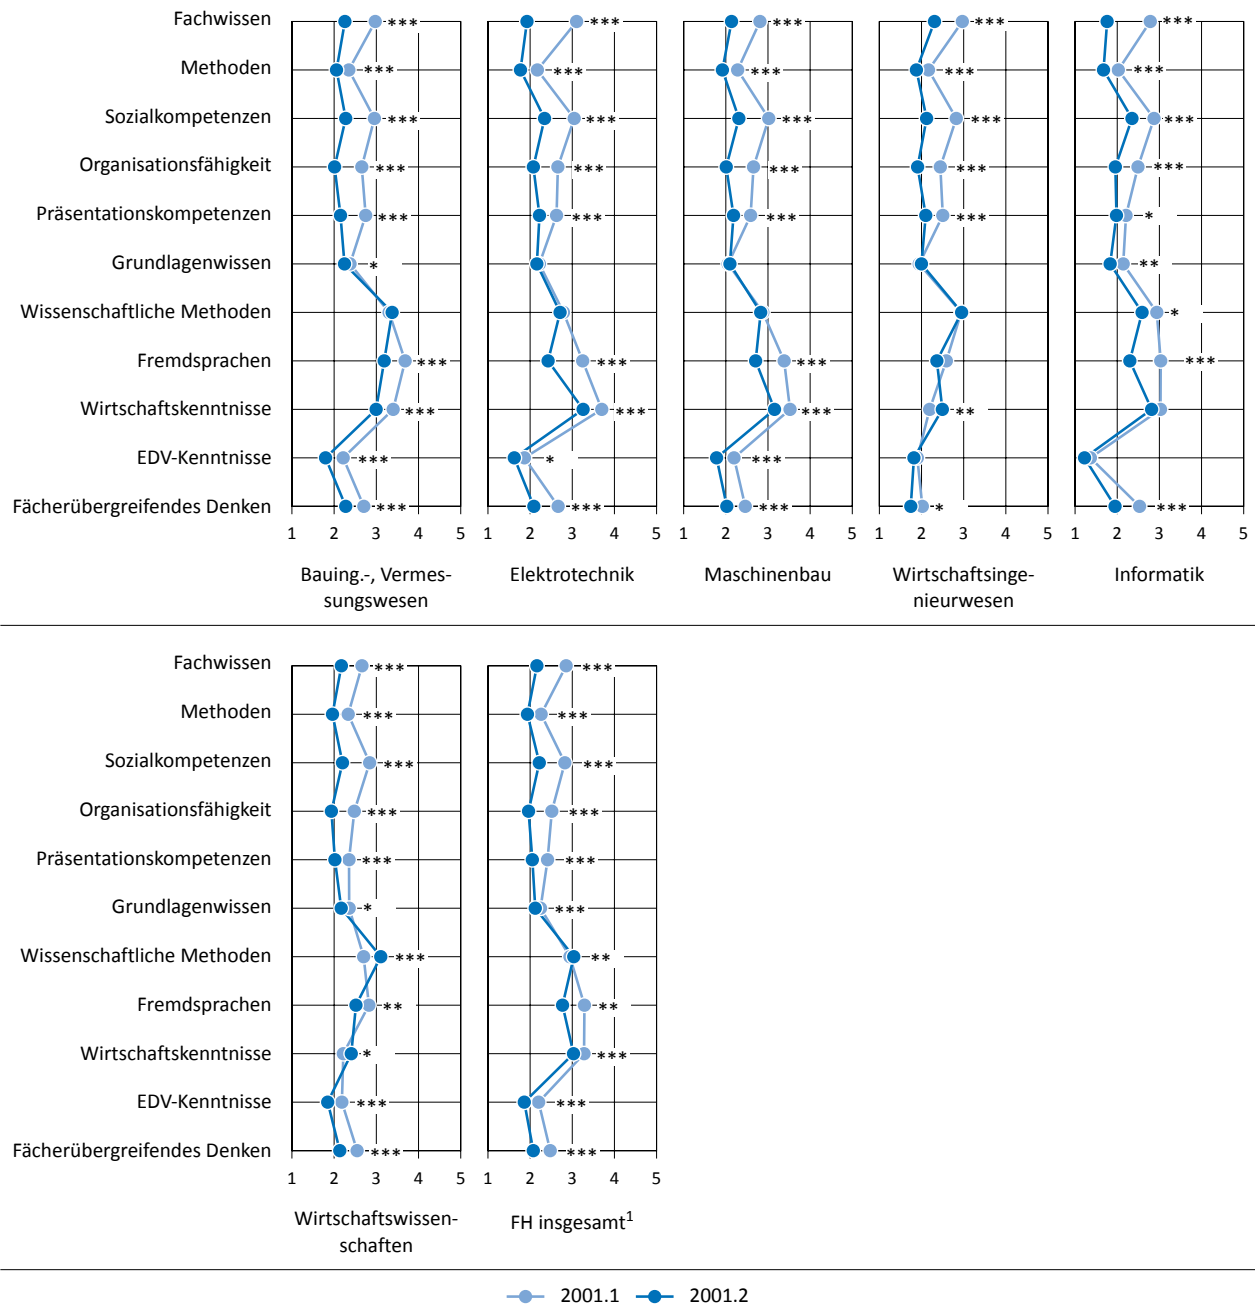 Fachwissen *** *** *** *** ***
Methoden *** *** *** *** ***
Sozialkompetenzen *** *** *** *** ***
Organisationsfähigkeit *** *** *** *** ***
Präsentationskompetenzen *** *** *** *** *
Grundlagenwissen * **
Wissenschaftliche Methoden *
Fremdsprachen *** *** *** ***
Wirtschaftskenntnisse *** *** *** **
EDV-Kenntnisse *** * ***
Fächerübergreifendes Denken *** *** *** * ***
1 2 3 4 5 1 2 3 4 5 1 2 3 4 5 1 2 3 4 5 1 2 3 4 5
Bauing.-, Vermes- Elektrotechnik Maschinenbau Wirtschaftsinge- Informatik
sungswesen nieurwesen
Fachwissen *** ***
Methoden *** ***
Sozialkompetenzen *** ***
Organisationsfähigkeit *** ***
Präsentationskompetenzen *** ***
Grundlagenwissen * ***
Wissenschaftliche Methoden *** **
Fremdsprachen ** **
Wirtschaftskenntnisse * ***
EDV-Kenntnisse *** ***
Fächerübergreifendes Denken *** ***
1 2 3 4 5 1 2 3 4 5
Wirtschaftswissen- FH insgesamt¹
schaften
2001.1 2001.2